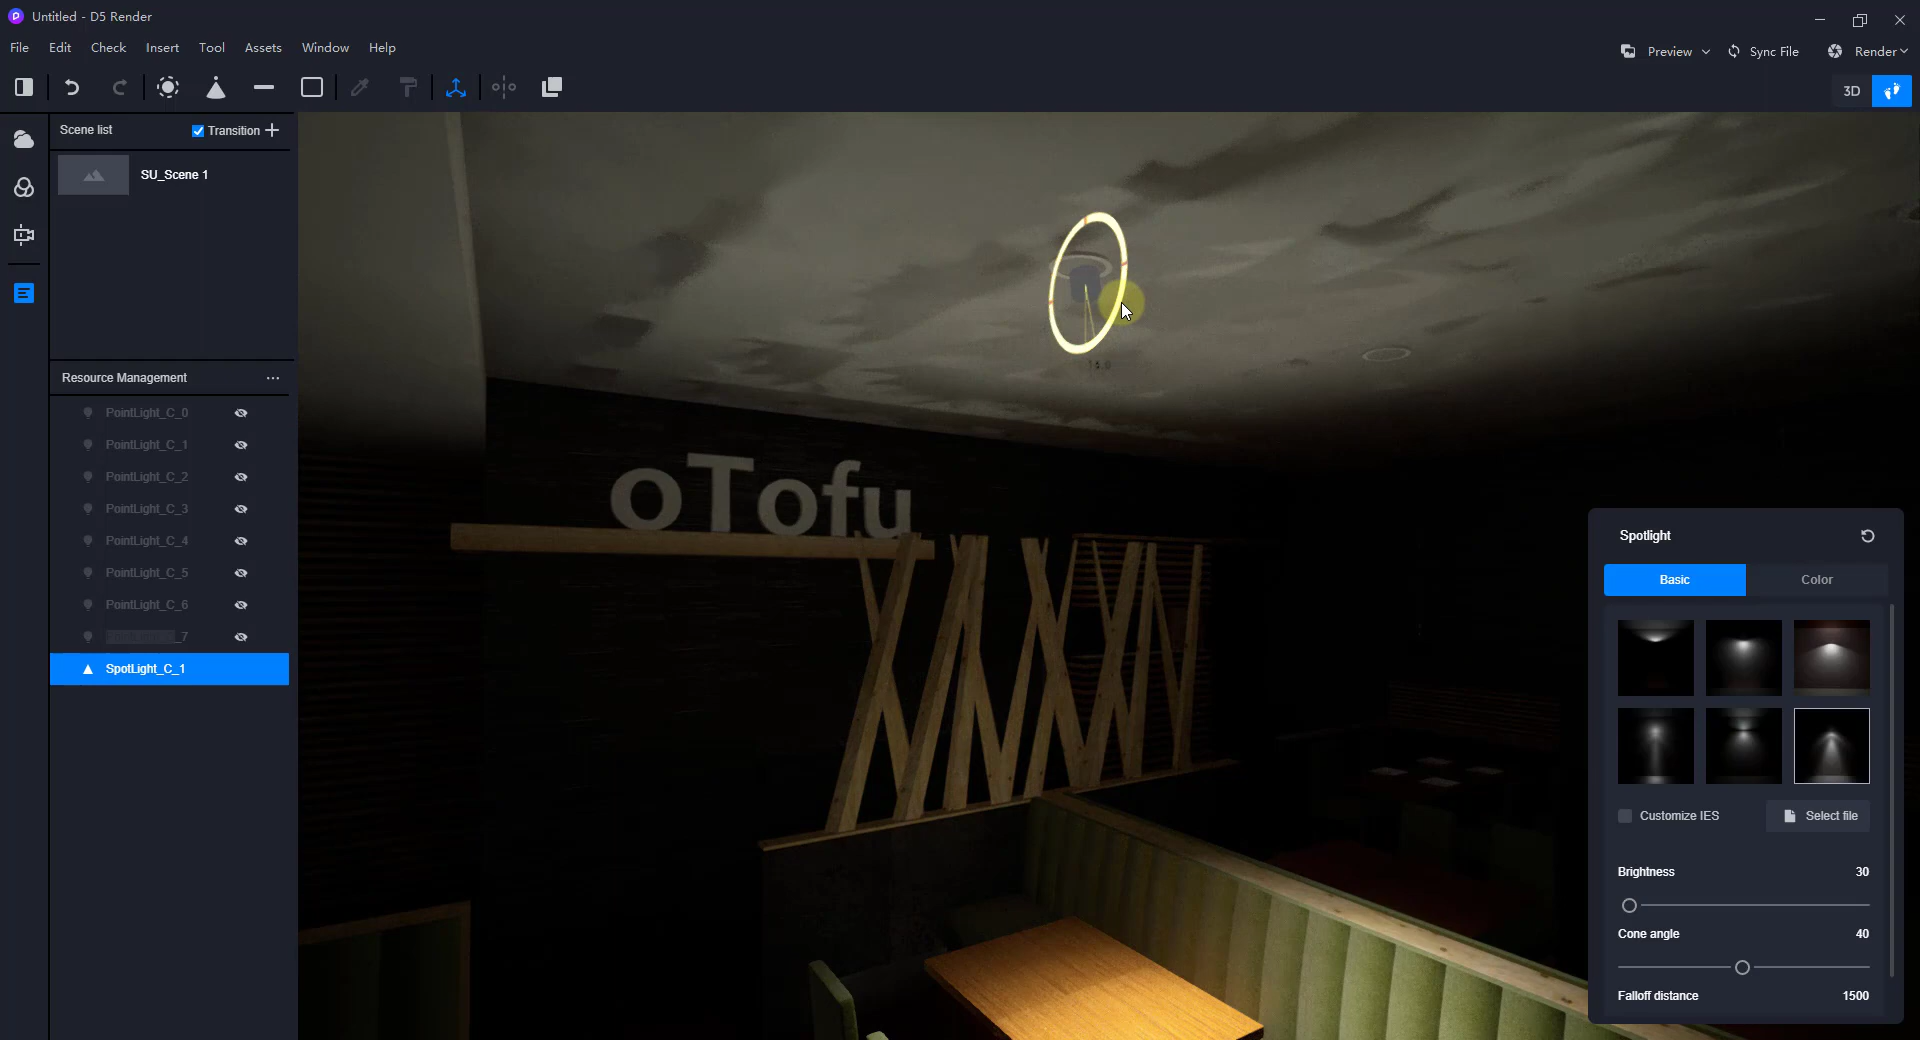 Untitled - D5 Render
File Edit Check Insert Tool Assets Window Help
Preview Sync File Render
3D
Scene list Transition
SU_Scene 1
Resource Management
PointLight_C_0
PointLight_C_1
PointLight_C_2
PointLight_C_3
PointLight_C_4
PointLight_C_5
PointLight_C_6
_7
SpotLight_C_1
oTofu
Spotlight
Basic Color
Customize IES Select file
Brightness 30
Cone angle 40
Falloff distance 1500